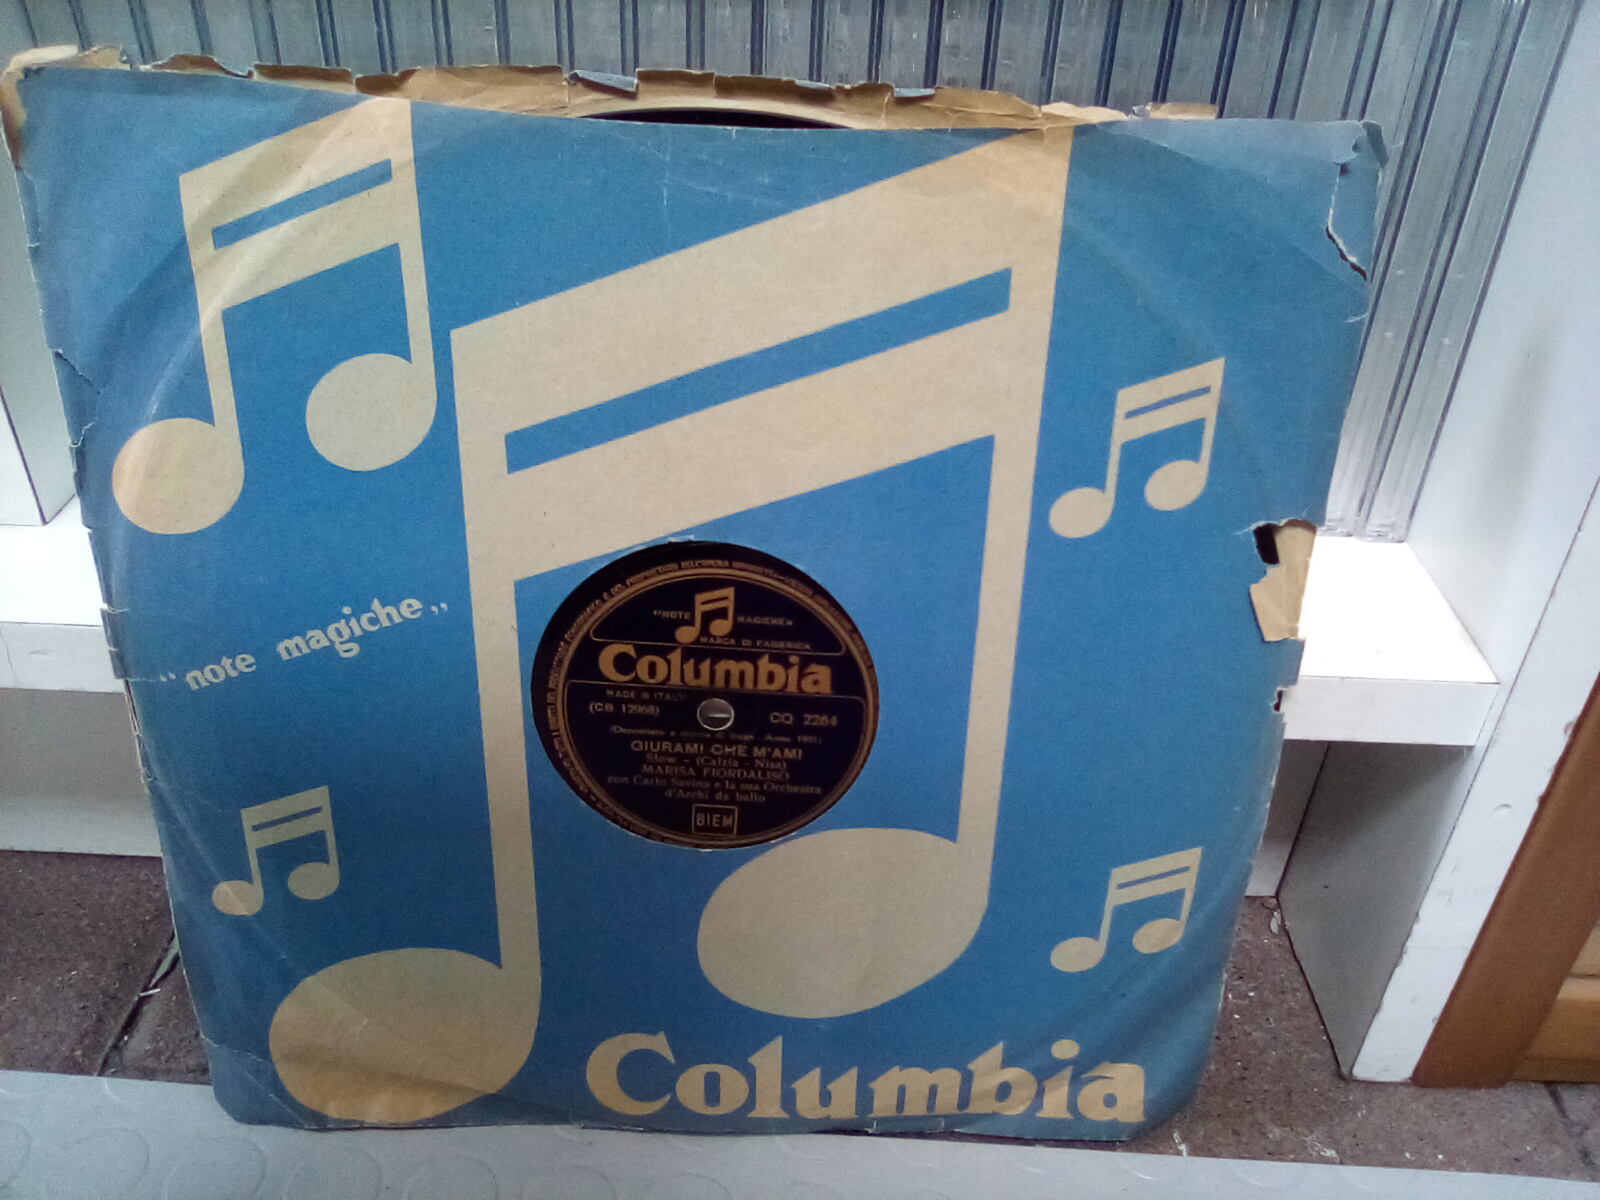 "note magiche"
"NOTE MAGICHE"
MARCA DI FABBRICA
Columbia
MADE IN ITALY
(CB 12968) CQ 2264
GIURAMI CHE M'AMI
Slow - (Calzia - Nisa)
MARISA FIORDALISO
con Carlo Savina e la sua Orchestra
d'Archi da ballo
BIEM
Columbia